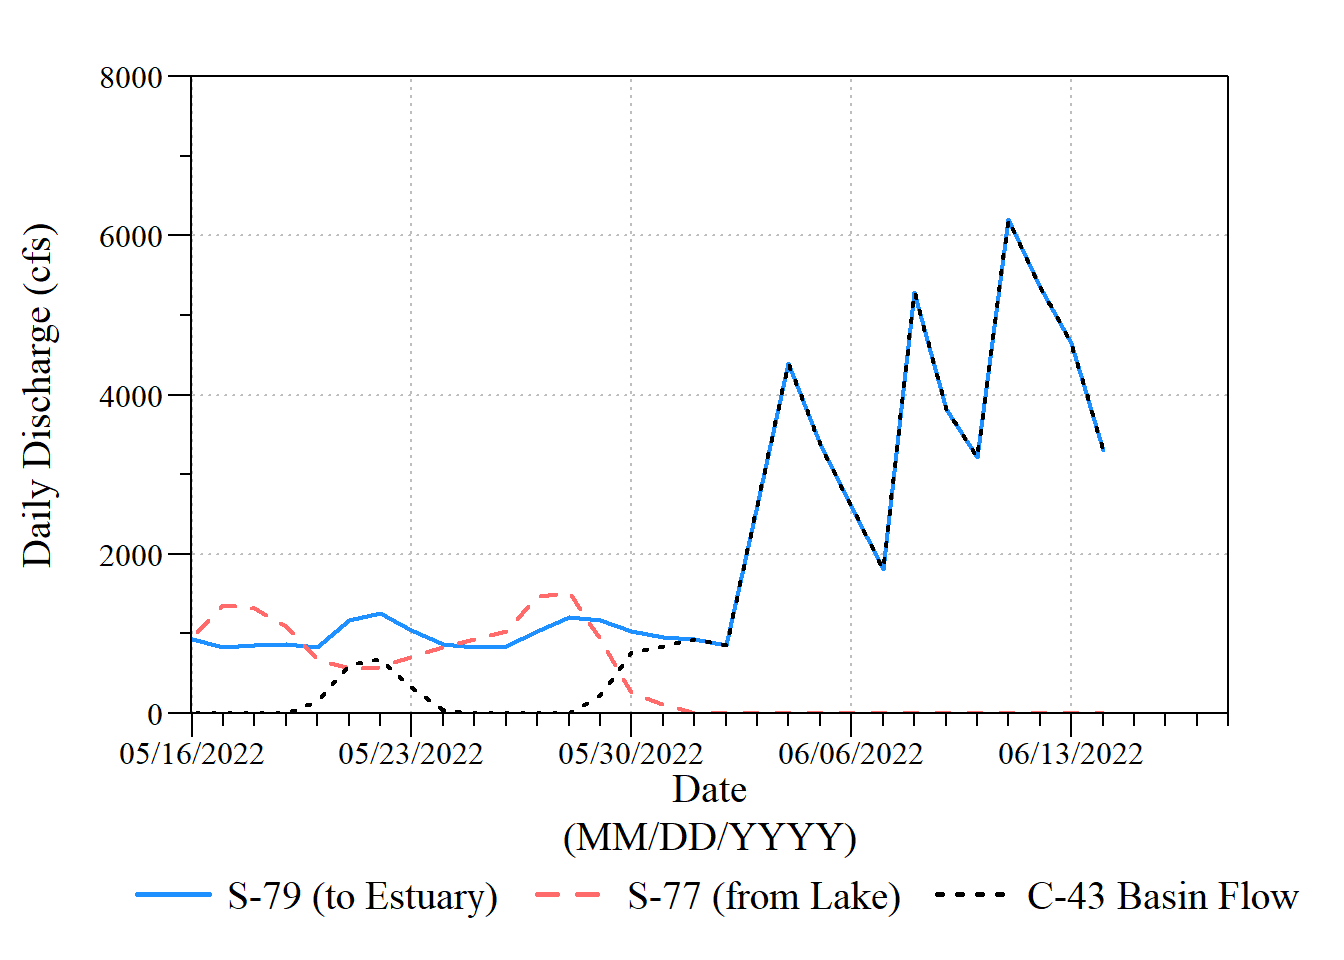 8000
6000
4000
2000
0
Daily Discharge (cfs)
05/16/2022 05/23/2022 05/30/2022 06/06/2022 06/13/2022
Date
(MM/DD/YYYY)
S-79 (to Estuary) S-77 (from Lake) C-43 Basin Flow